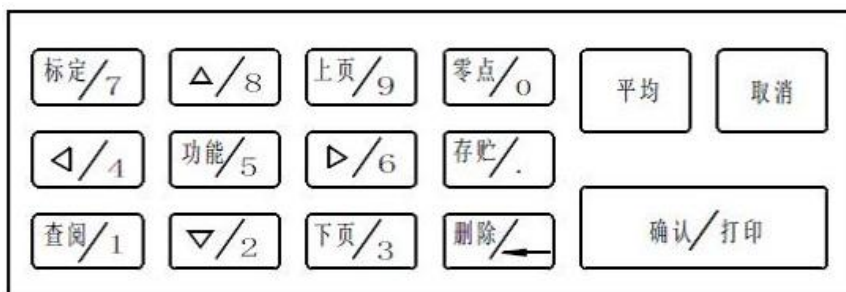 标定/7 △/8 上页/9 零点/0 平均 取消
◁/4 功能/5 ▷/6 存贮/.
查阅/1 ▽/2 下页/3 删除/← 确认/打印